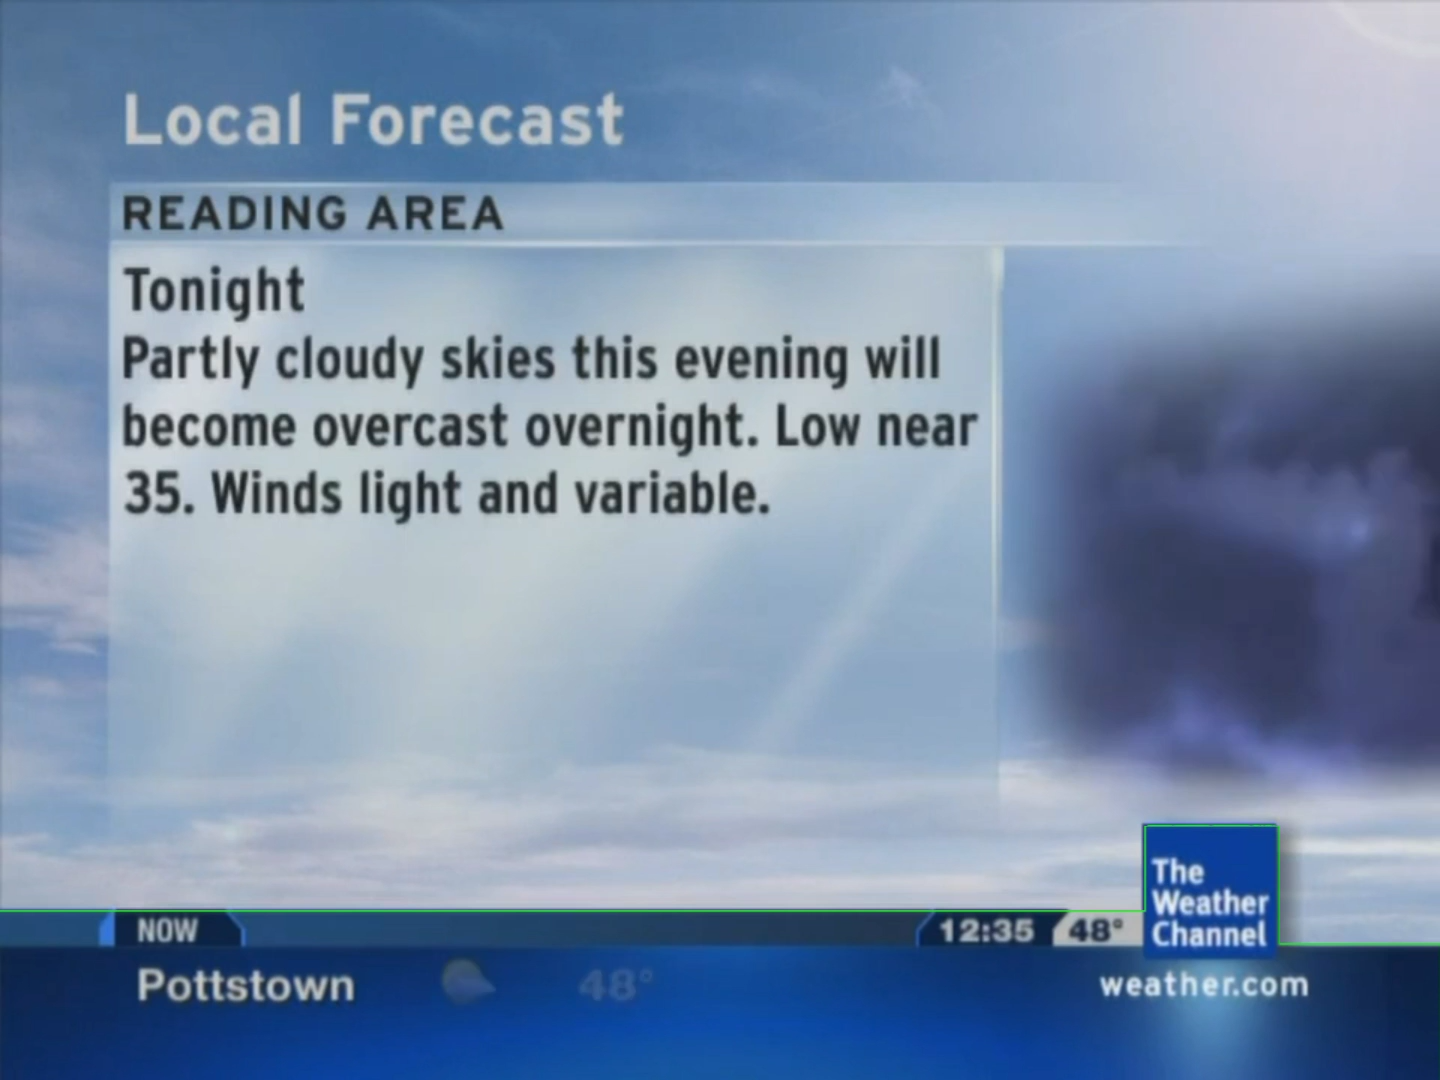 Local Forecast
READING AREA
Tonight
Partly cloudy skies this evening will
become overcast overnight. Low near
35. Winds light and variable.
The
Weather
Channel
NOW
12:35
48°
Pottstown
48°
weather.com